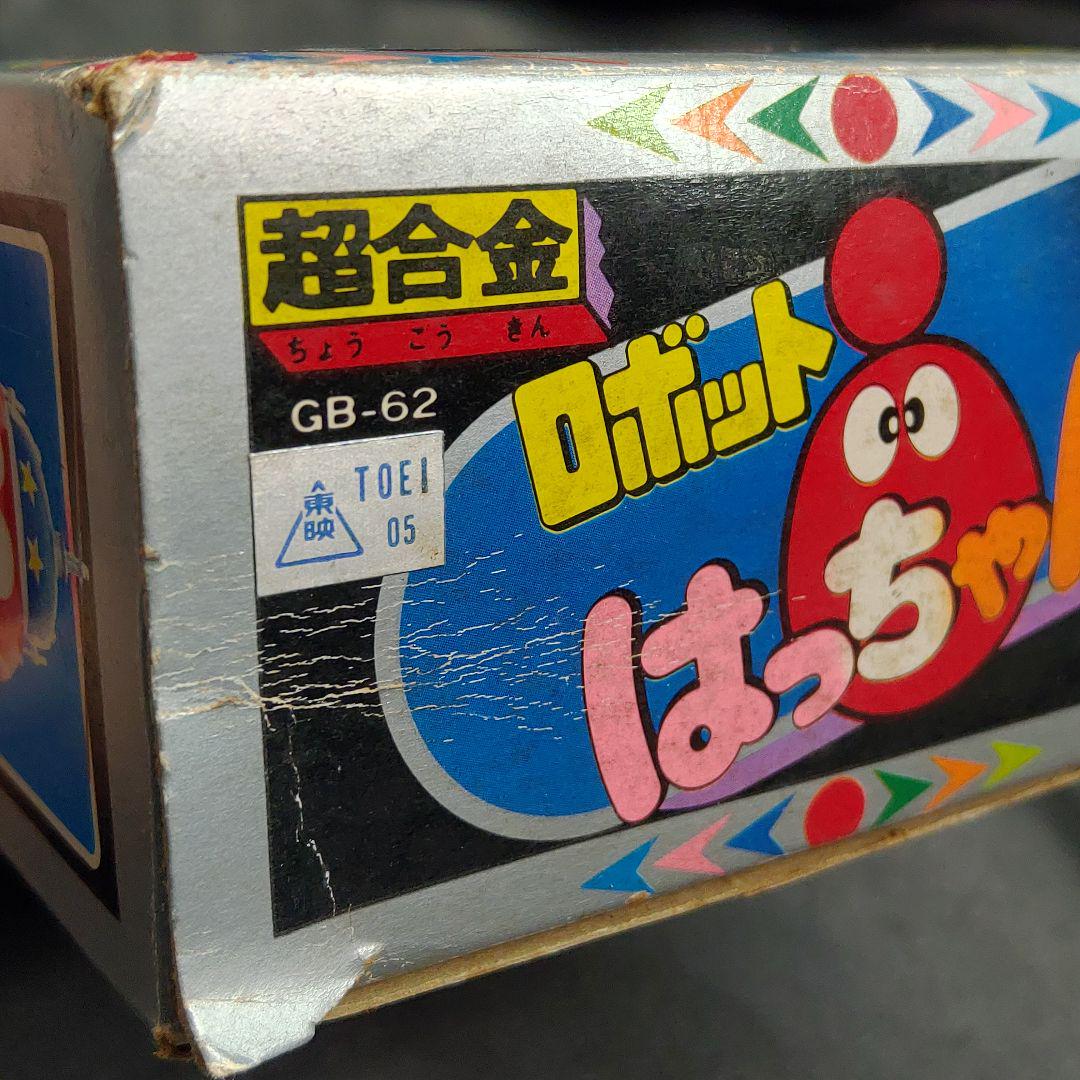 超合金
ちょうごうきん
GB-62
東映
TOEI
05
ロボット
はっちゃ